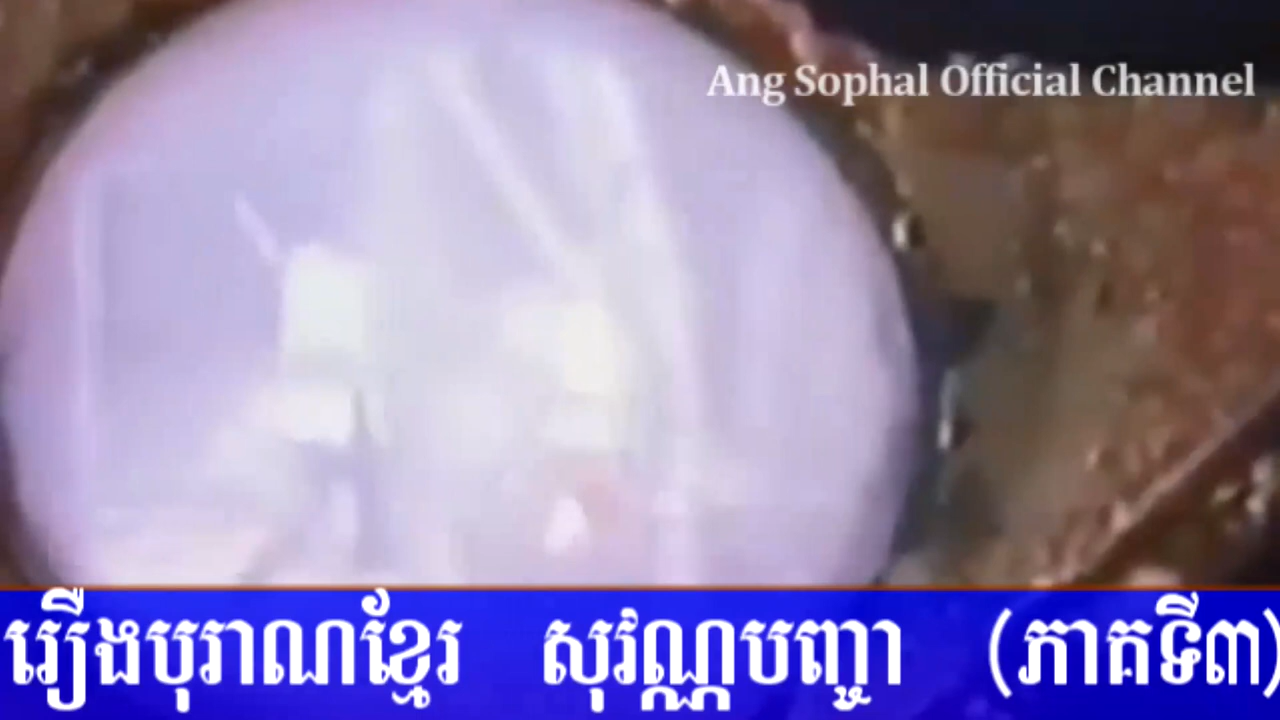 Ang Sophal Official Channel
រឿងបុរាណខ្មែរ សុវណ្ណបញ្ជា (ភាគទី៣)